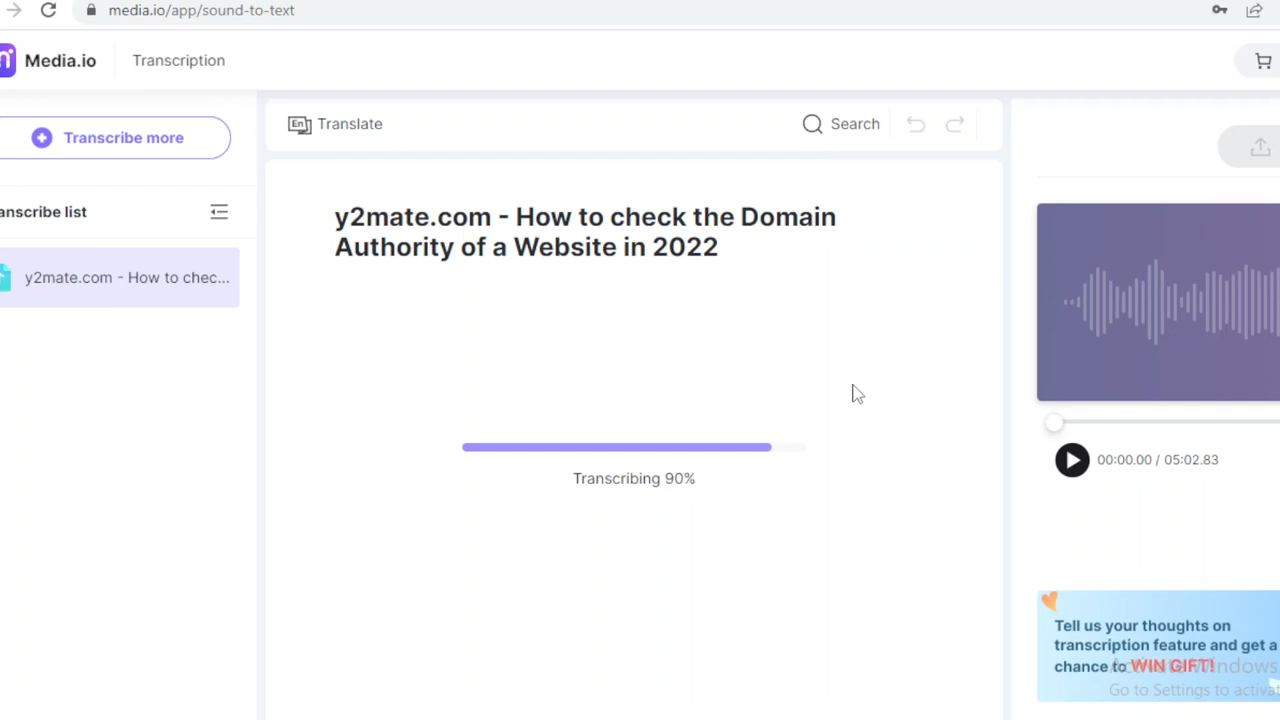 media.io/app/sound-to-text
Media.io
Transcription
Transcribe more
Translate
Search
anscribe list
y2mate.com - How to chec...
y2mate.com - How to check the Domain
Authority of a Website in 2022
Transcribing 90%
00:00.00 / 05:02.83
Tell us your thoughts on
transcription feature and get a
chance to WIN GIFT!
Activate Windows
Go to Settings to activat